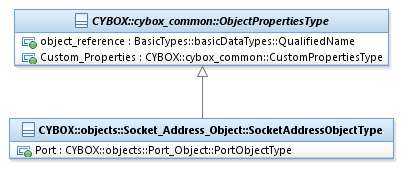 CYBOX::cybox_common::ObjectPropertiesType
object_reference : BasicTypes::basicDataTypes::QualifiedName
Custom_Properties : CYBOX::cybox_common::CustomPropertiesType
CYBOX::objects::Socket_Address_Object::SocketAddressObjectType
Port : CYBOX::objects::Port_Object::PortObjectType